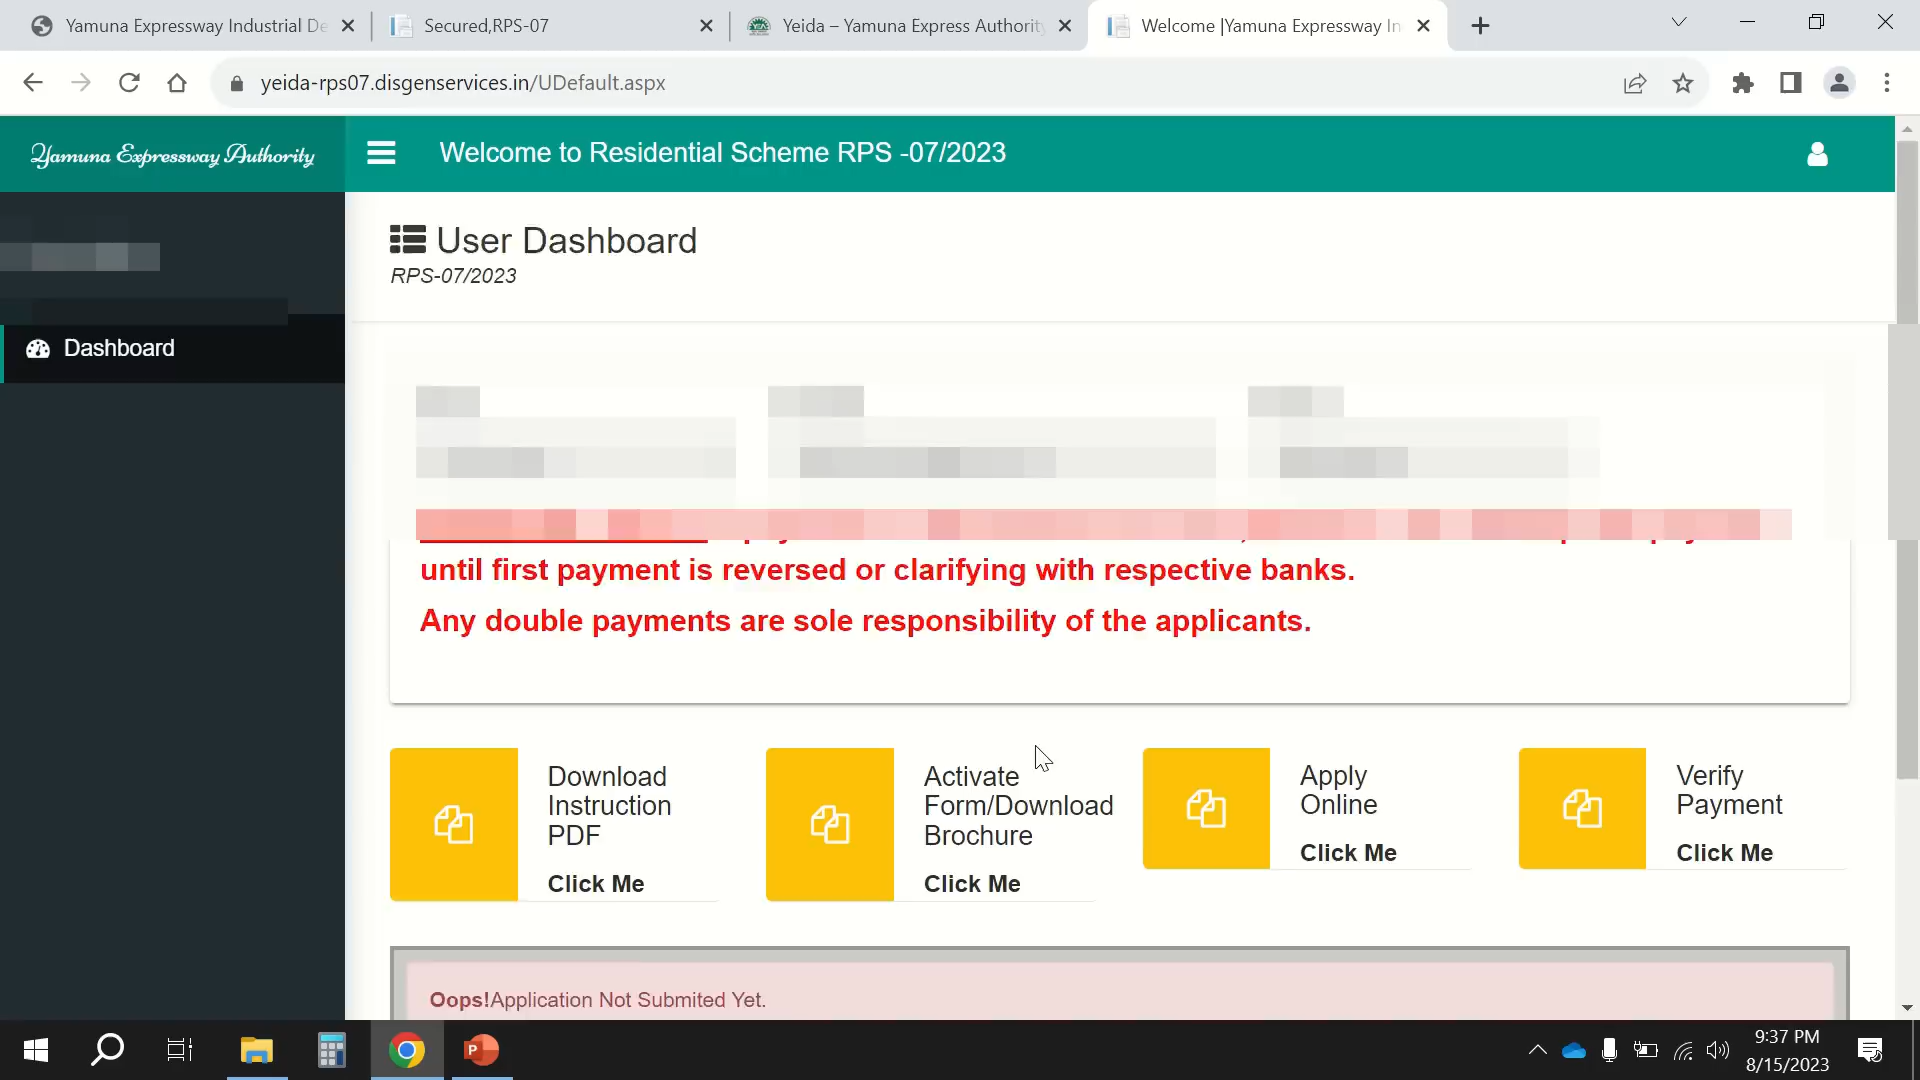 Yamuna Expressway Industrial De
Secured,RPS-07
Yeida – Yamuna Express Authority
Welcome |Yamuna Expressway In
yeida-rps07.disgenservices.in/UDefault.aspx
Yamuna Expressway Authority
Welcome to Residential Scheme RPS -07/2023
User Dashboard
RPS-07/2023
Dashboard
until first payment is reversed or clarifying with respective banks.
Any double payments are sole responsibility of the applicants.
Download
Instruction
PDF
Click Me
Activate
Form/Download
Brochure
Click Me
Apply
Online
Click Me
Verify
Payment
Click Me
Oops!Application Not Submited Yet.
9:37 PM
8/15/2023